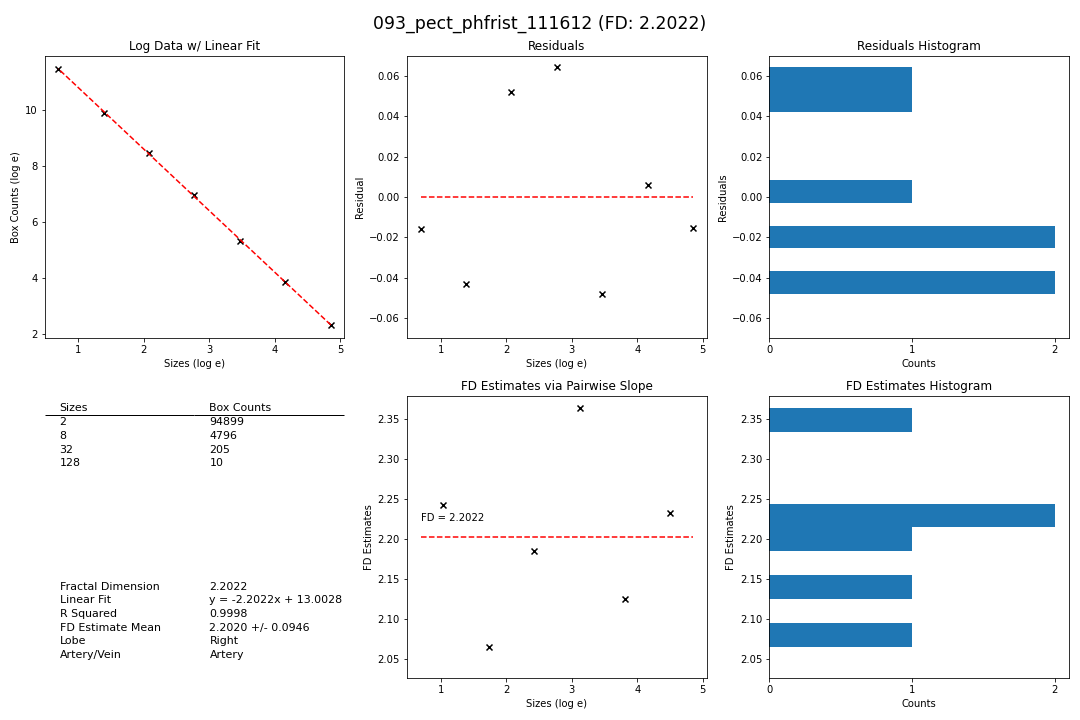 093_pect_phfrist_111612 (FD: 2.2022)
Log Data w/ Linear Fit
Box Counts (log e)
10
8
6
4
2
1 2 3 4 5
Sizes (log e)
Residuals
Residual
0.06
0.04
0.02
0.00
−0.02
−0.04
−0.06
1 2 3 4 5
Sizes (log e)
Residuals Histogram
Residuals
0.06
0.04
0.02
0.00
−0.02
−0.04
−0.06
0 1 2
Counts
Sizes Box Counts
2 94899
8 4796
32 205
128 10
Fractal Dimension 2.2022
Linear Fit y = -2.2022x + 13.0028
R Squared 0.9998
FD Estimate Mean 2.2020 +/- 0.0946
Lobe Right
Artery/Vein Artery
FD Estimates via Pairwise Slope
FD Estimates
2.35
2.30
2.25
2.20
2.15
2.10
2.05
FD = 2.2022
1 2 3 4 5
Sizes (log e)
FD Estimates Histogram
FD Estimates
2.35
2.30
2.25
2.20
2.15
2.10
2.05
0 1 2
Counts